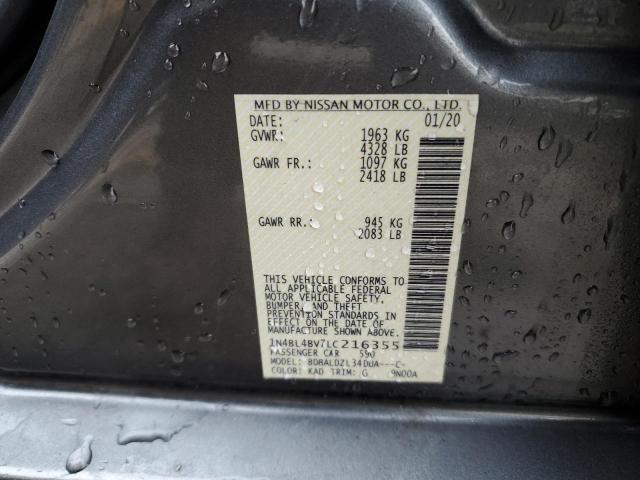 MFD BY NISSAN MOTOR CO., LTD.
DATE: 01/20
GVWR: 1963 KG
4328 LB
GAWR FR.: 1097 KG
2418 LB
GAWR RR.: 945 KG
2083 LB
THIS VEHICLE CONFORMS TO
ALL APPLICABLE FEDERAL
MOTOR VEHICLE SAFETY,
BUMPER, AND THEFT
PREVENTION STANDARDS IN
EFFECT ON THE DATE OF
MANUFACTURE SHOWN ABOVE.
1N4BL4BV7LC216355
PASSENGER CAR 590
MODEL: BDRALDZL34DUA---C-
COLOR: KAD TRIM: G 9N00A